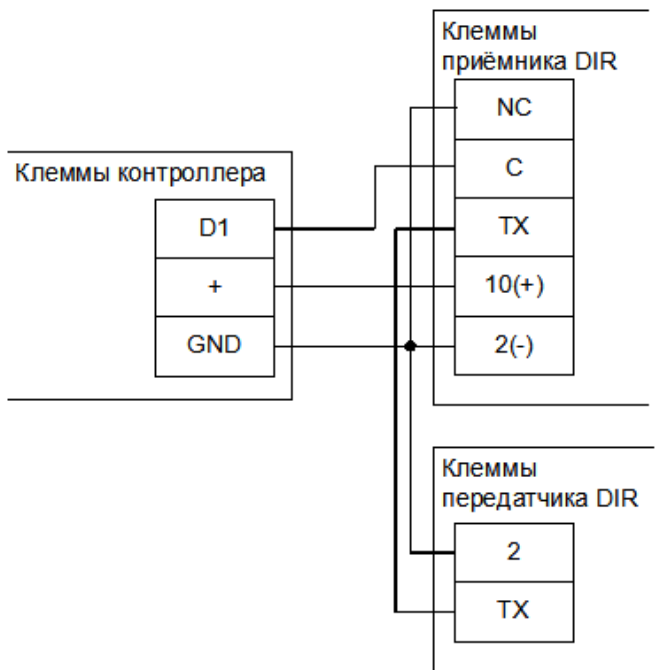 Клеммы
приёмника DIR
NC
C
TX
10(+)
2(-)
Клеммы контроллера
D1
+
GND
Клеммы
передатчика DIR
2
TX